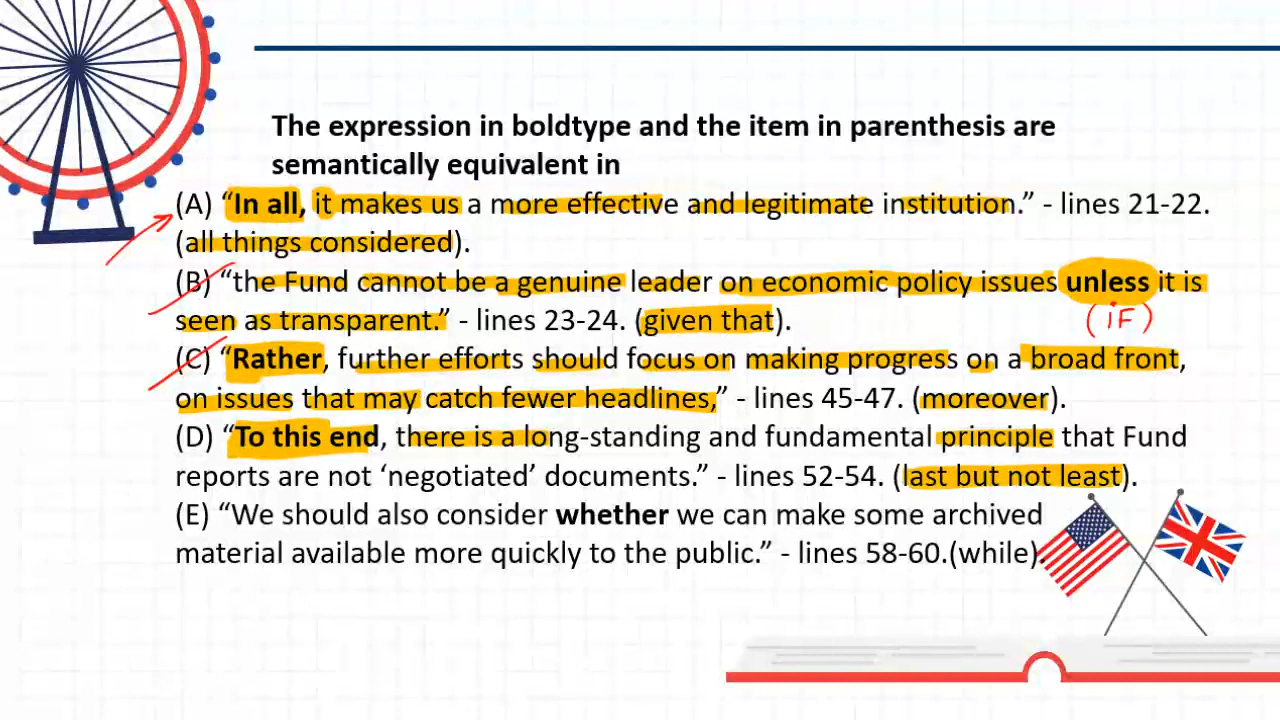 The expression in boldtype and the item in parenthesis are
semantically equivalent in
(A) “In all, it makes us a more effective and legitimate institution.” - lines 21-22.
(all things considered).
(B) “the Fund cannot be a genuine leader on economic policy issues unless it is
seen as transparent.” - lines 23-24. (given that).
(IF)
(C) “Rather, further efforts should focus on making progress on a broad front,
on issues that may catch fewer headlines,” - lines 45-47. (moreover).
(D) “To this end, there is a long-standing and fundamental principle that Fund
reports are not ‘negotiated’ documents.” - lines 52-54. (last but not least).
(E) “We should also consider whether we can make some archived
material available more quickly to the public.” - lines 58-60.(while).